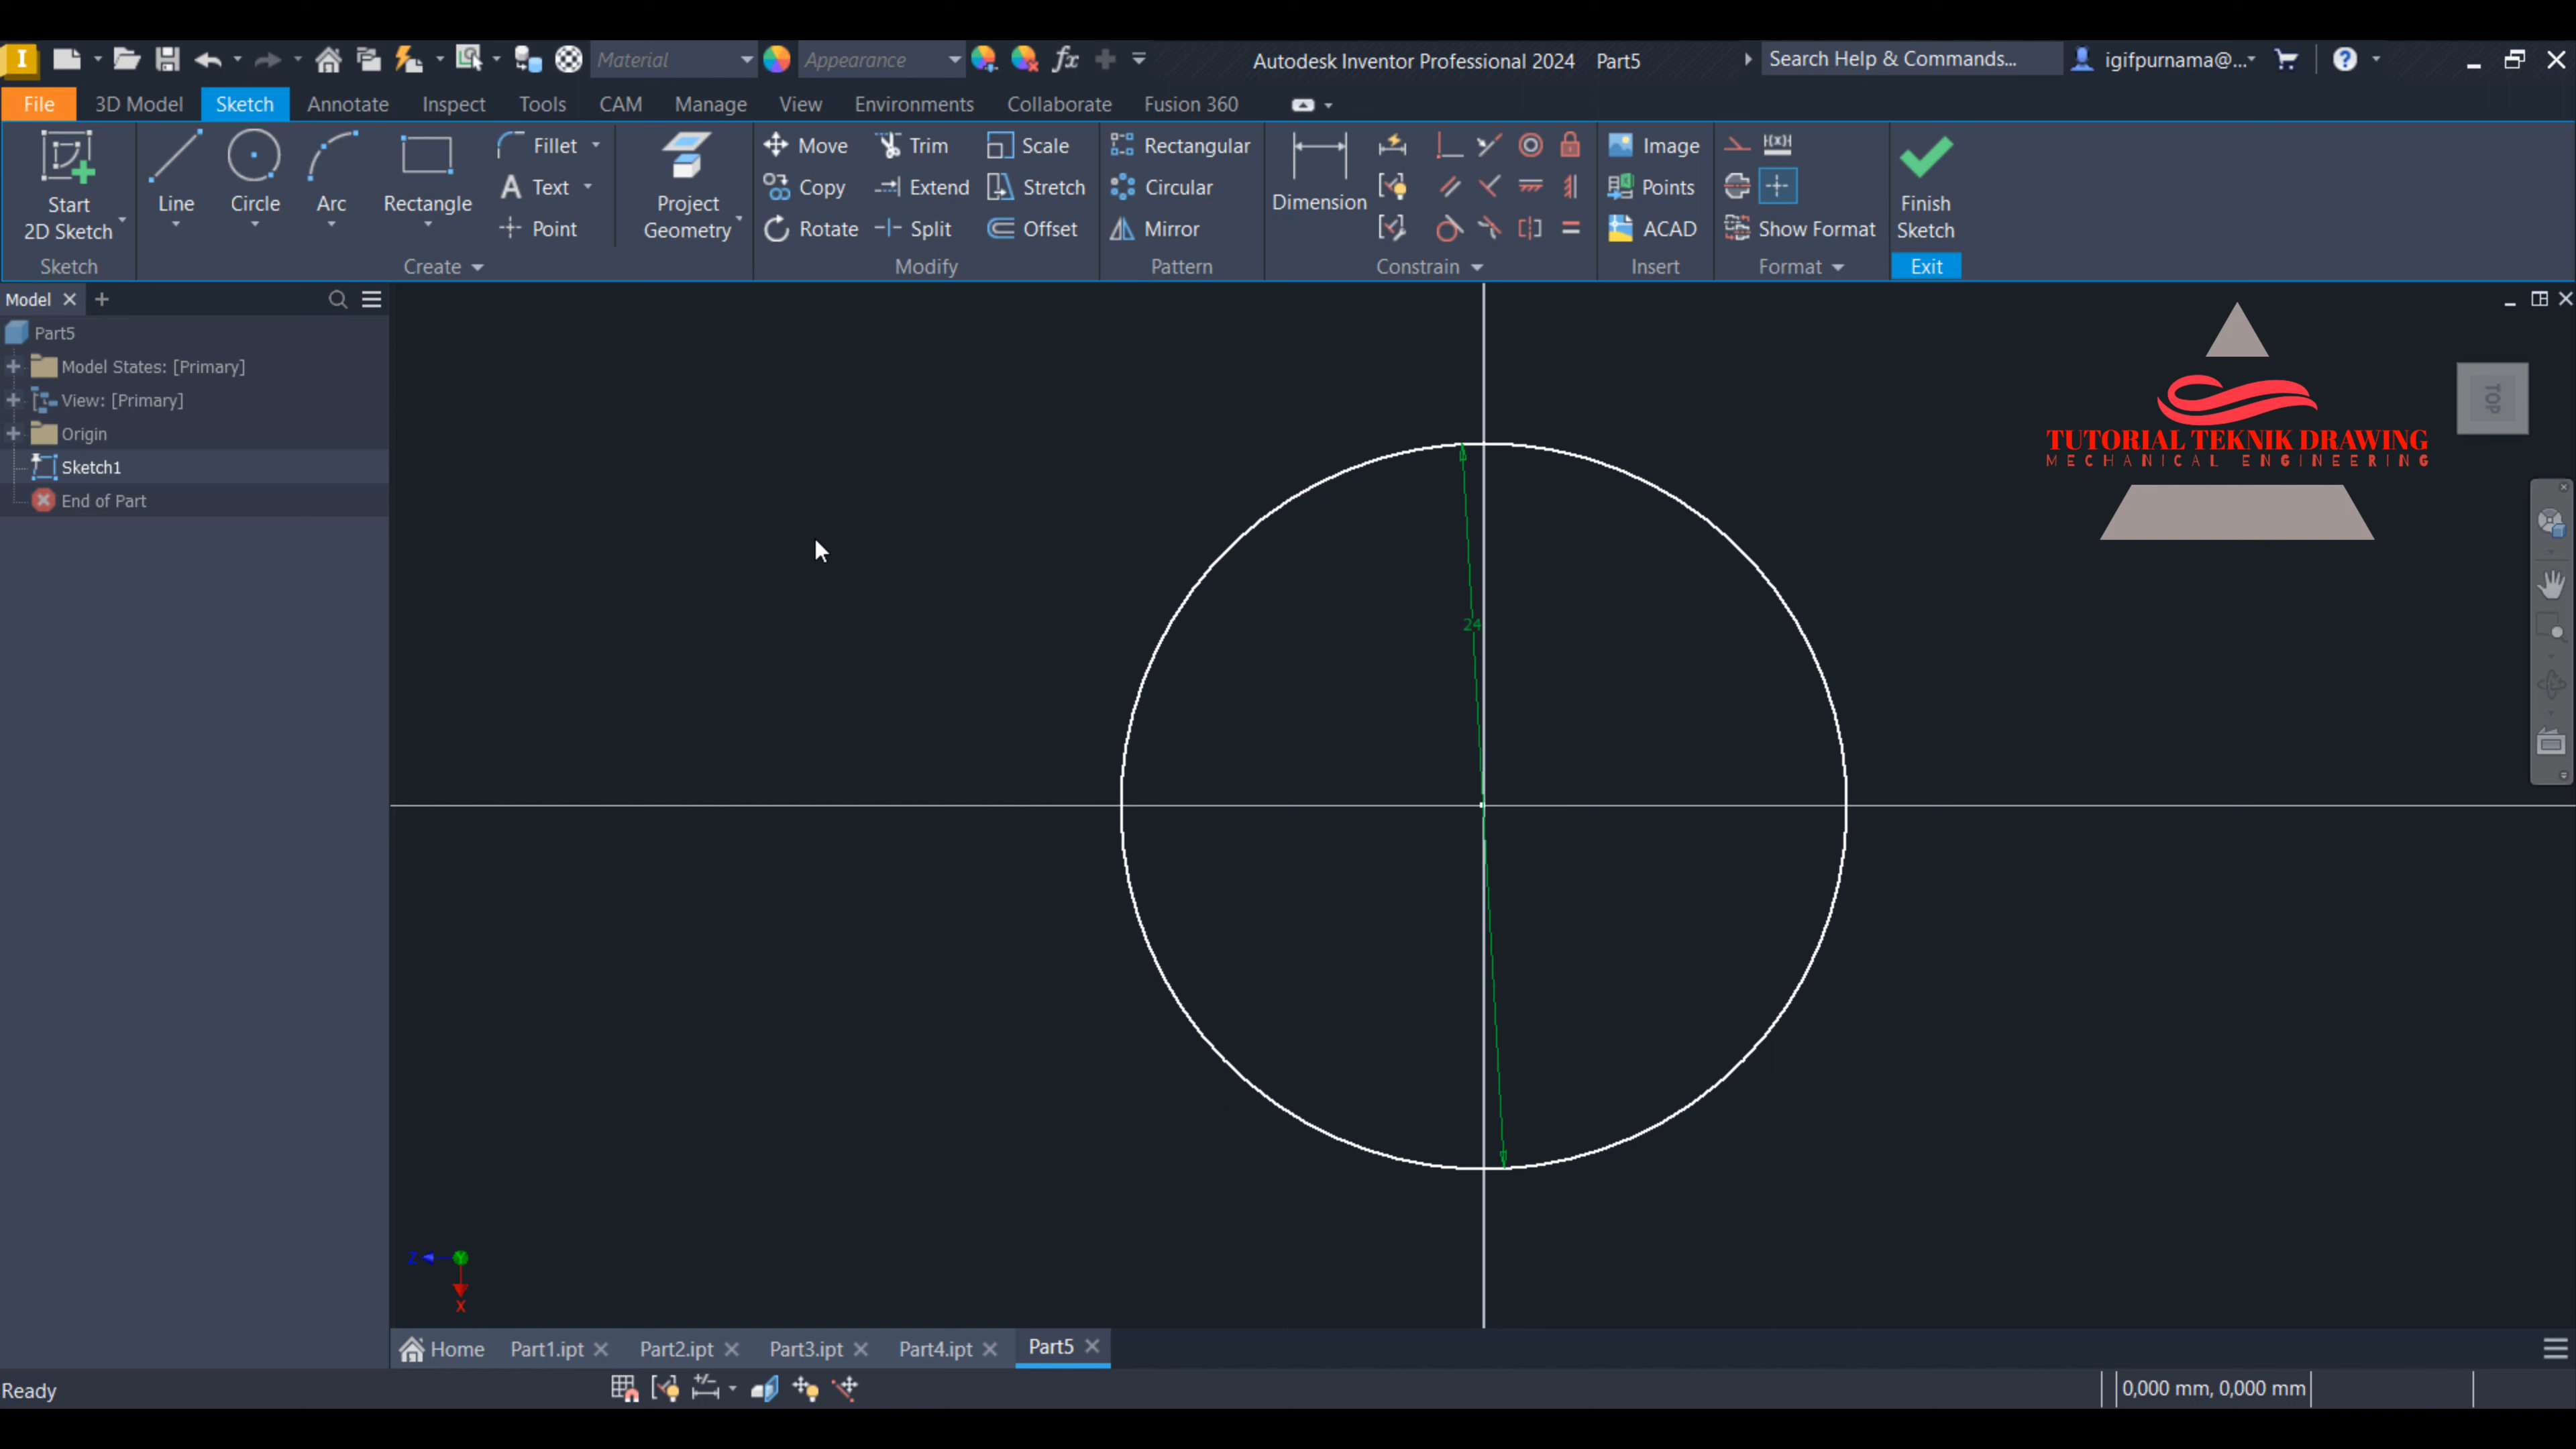 I Material Appearance fx Autodesk Inventor Professional 2024 Part5 Search Help & Commands... igifpurnama@... ?
File 3D Model Sketch Annotate Inspect Tools CAM Manage View Environments Collaborate Fusion 360
Start 2D Sketch Line Circle Arc Rectangle Fillet Project Geometry Move Trim Scale Rectangular Dimension Image Finish Sketch
A Text Copy Extend Stretch Circular Points
Point Rotate Split Offset Mirror ACAD Show Format
Sketch Create Modify Pattern Constrain Insert Format Exit
Model
Part5
Model States: [Primary]
View: [Primary]
Origin
Sketch1
End of Part
TOP
TUTORIAL TEKNIK DRAWING
MECHANICAL ENGINEERING
24
Z
Y
X
Home Part1.ipt Part2.ipt Part3.ipt Part4.ipt Part5
Ready 0,000 mm, 0,000 mm